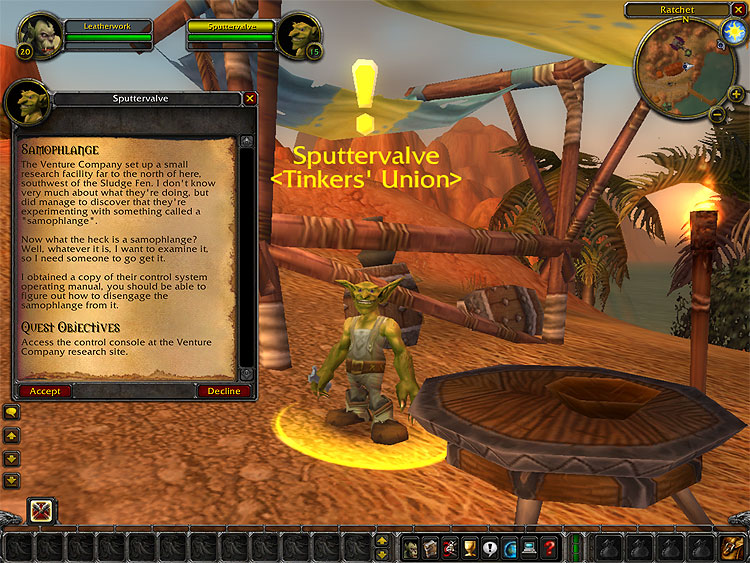 Leatherwork
20
Sputtervalve
15
Ratchet
N
Sputtervalve
Sputtervalve
<Tinkers' Union>
Samophlange
The Venture Company set up a small
research facility far to the north of here,
southwest of the Sludge Fen. I don't know
very much about what they're doing, but
did manage to discover that they're
experimenting with something called a
"samophlange".
Now what the heck is a samophlange?
Well, whatever it is, I want to examine it,
so I need someone to go get it.
I obtained a copy of their control system
operating manual, you should be able to
figure out how to disengage the
samophlange from it.
Quest Objectives
Access the control console at the Venture
Company research site.
Accept
Decline